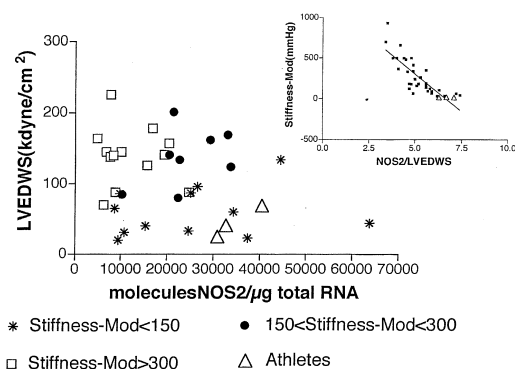 1000
500
0
-500
Stiffness-Mod(mmHg)
0.0 2.5 5.0 7.5 10.0
NOS2/LVEDWS
300
200
100
0
LVEDWS(kdyne/cm²)
0 10000 20000 30000 40000 50000 60000 70000
moleculesNOS2/µg total RNA
Stiffness-Mod<150
150<Stiffness-Mod<300
Stiffness-Mod>300
Athletes